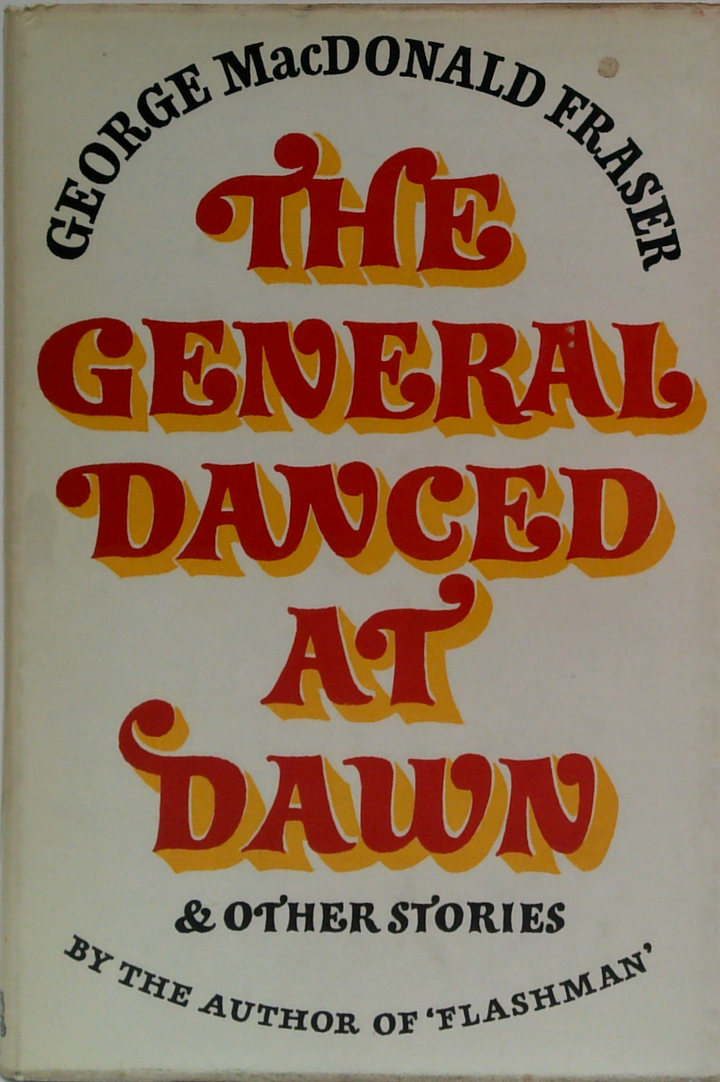 GEORGE MacDONALD FRASER
THE
GENERAL
DANCED
AT
DAWN
& OTHER STORIES
BY THE AUTHOR OF ‘FLASHMAN’